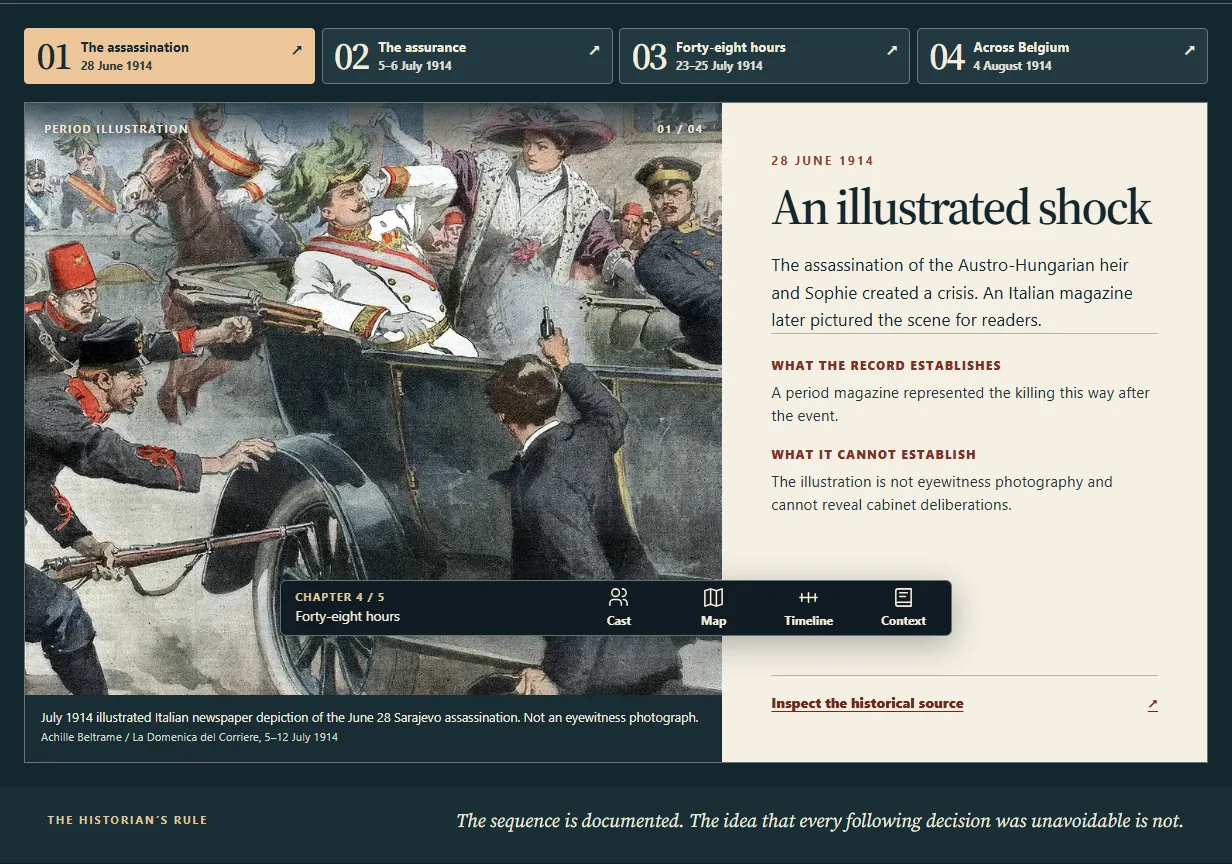 01 The assassination ↗
28 June 1914
02 The assurance ↗
5–6 July 1914
03 Forty-eight hours ↗
23–25 July 1914
04 Across Belgium ↗
4 August 1914
PERIOD ILLUSTRATION
01 / 04
28 JUNE 1914
An illustrated shock
The assassination of the Austro-Hungarian heir
and Sophie created a crisis. An Italian magazine
later pictured the scene for readers.
WHAT THE RECORD ESTABLISHES
A period magazine represented the killing this way after
the event.
WHAT IT CANNOT ESTABLISH
The illustration is not eyewitness photography and
cannot reveal cabinet deliberations.
CHAPTER 4 / 5
Forty-eight hours
Cast
Map
Timeline
Context
Inspect the historical source ↗
July 1914 illustrated Italian newspaper depiction of the June 28 Sarajevo assassination. Not an eyewitness photograph.
Achille Beltrame / La Domenica del Corriere, 5–12 July 1914
THE HISTORIAN’S RULE
The sequence is documented. The idea that every following decision was unavoidable is not.